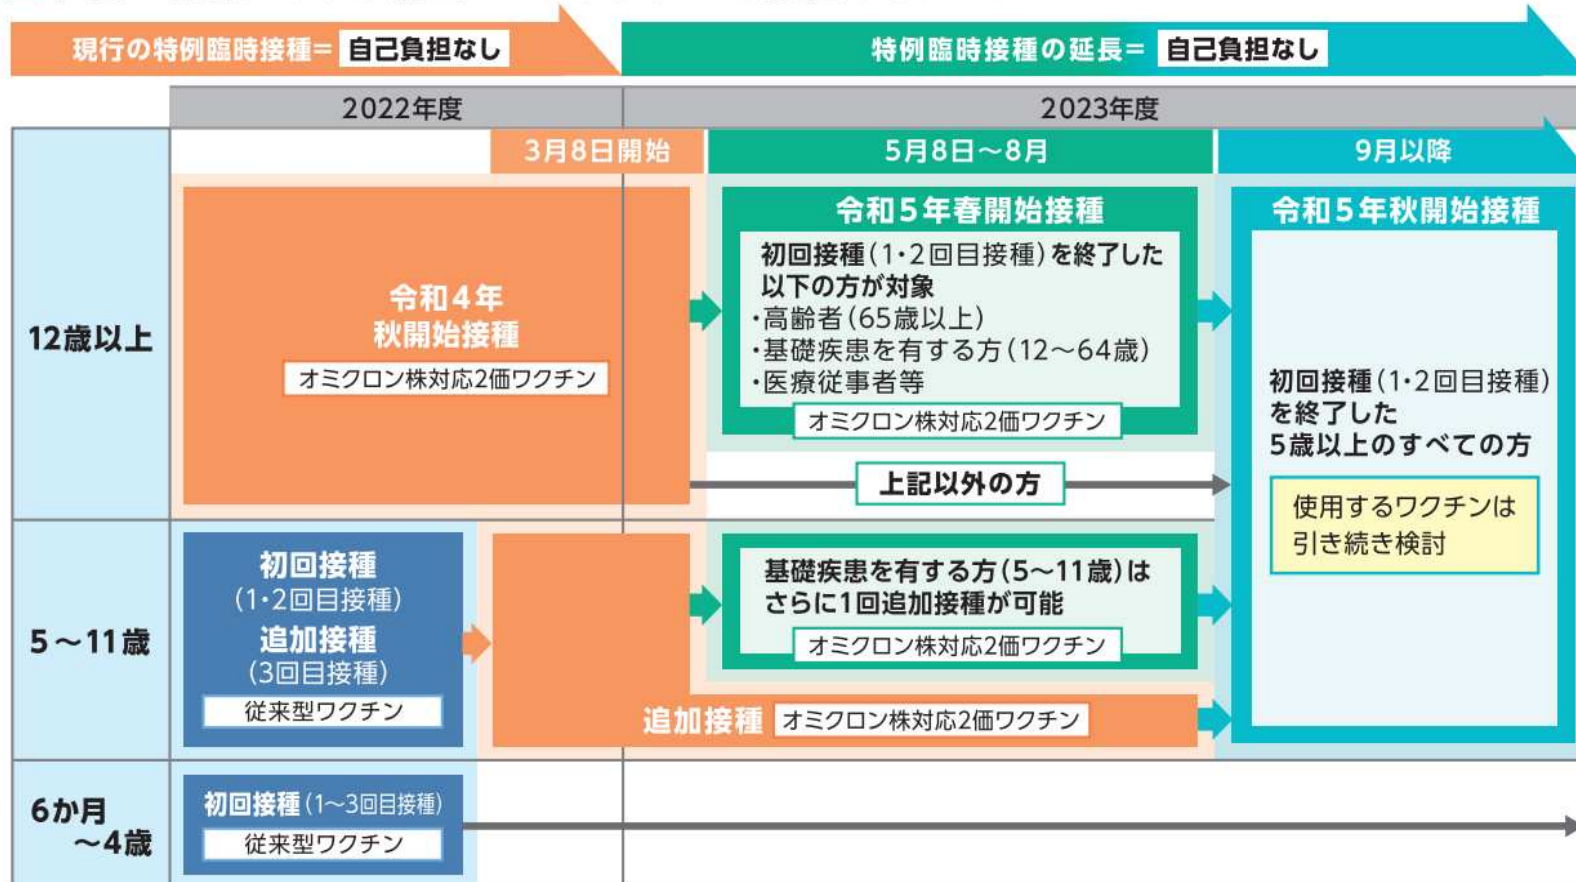 現行の特例臨時接種= 自己負担なし
特例臨時接種の延長= 自己負担なし
2022年度
2023年度
3月8日開始
5月8日～8月
9月以降
12歳以上
令和4年
秋開始接種
オミクロン株対応2価ワクチン
令和5年春開始接種
初回接種(1・2回目接種)を終了した
以下の方が対象
・高齢者(65歳以上)
・基礎疾患を有する方(12～64歳)
・医療従事者等
オミクロン株対応2価ワクチン
上記以外の方
令和5年秋開始接種
初回接種(1・2回目接種)
を終了した
5歳以上のすべての方
使用するワクチンは
引き続き検討
5～11歳
初回接種
(1・2回目接種)
追加接種
(3回目接種)
従来型ワクチン
基礎疾患を有する方(5～11歳)は
さらに1回追加接種が可能
オミクロン株対応2価ワクチン
追加接種 オミクロン株対応2価ワクチン
6か月
～4歳
初回接種(1～3回目接種)
従来型ワクチン